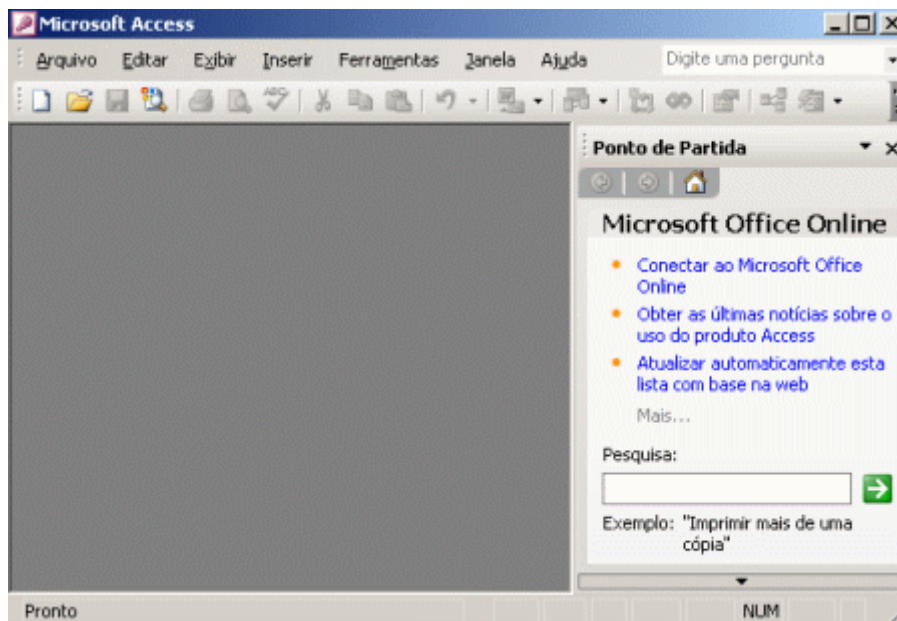 Microsoft Access
Arquivo Editar Exibir Inserir Ferramentas Janela Ajuda Digite uma pergunta
Ponto de Partida
Microsoft Office Online
Conectar ao Microsoft Office
Online
Obter as últimas notícias sobre o
uso do produto Access
Atualizar automaticamente esta
lista com base na web
Mais...
Pesquisa:
Exemplo: "Imprimir mais de uma
cópia"
Pronto NUM